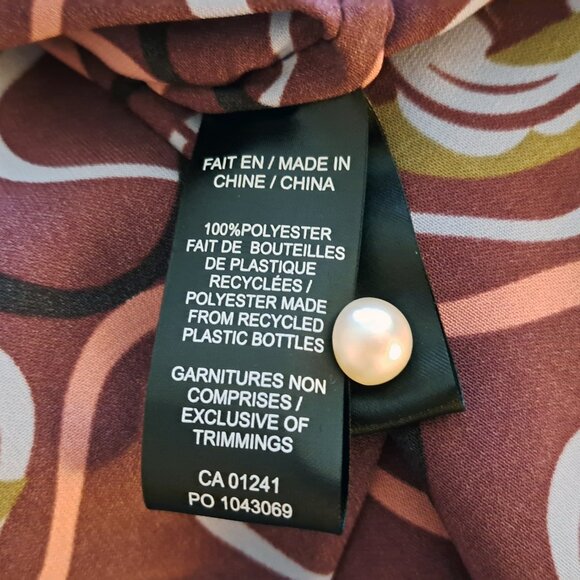 FAIT EN / MADE IN
CHINE / CHINA
100%POLYESTER
FAIT DE BOUTEILLES
DE PLASTIQUE
RECYCLÉES /
POLYESTER MADE
FROM RECYCLED
PLASTIC BOTTLES
GARNITURES NON
COMPRISES /
EXCLUSIVE OF
TRIMMINGS
CA 01241
PO 1043069